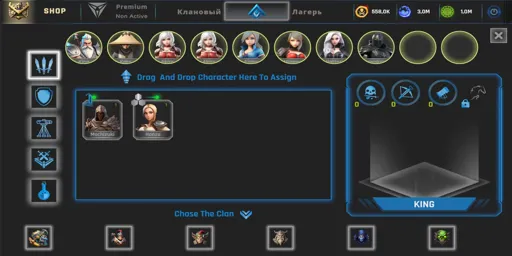 SHOP
Premium
Non Active
Клановый
Лагерь
558,0K
3,0M
1,0M
Drag And Drop Character Here To Assign
0
0
0
KING
Chose The Clan